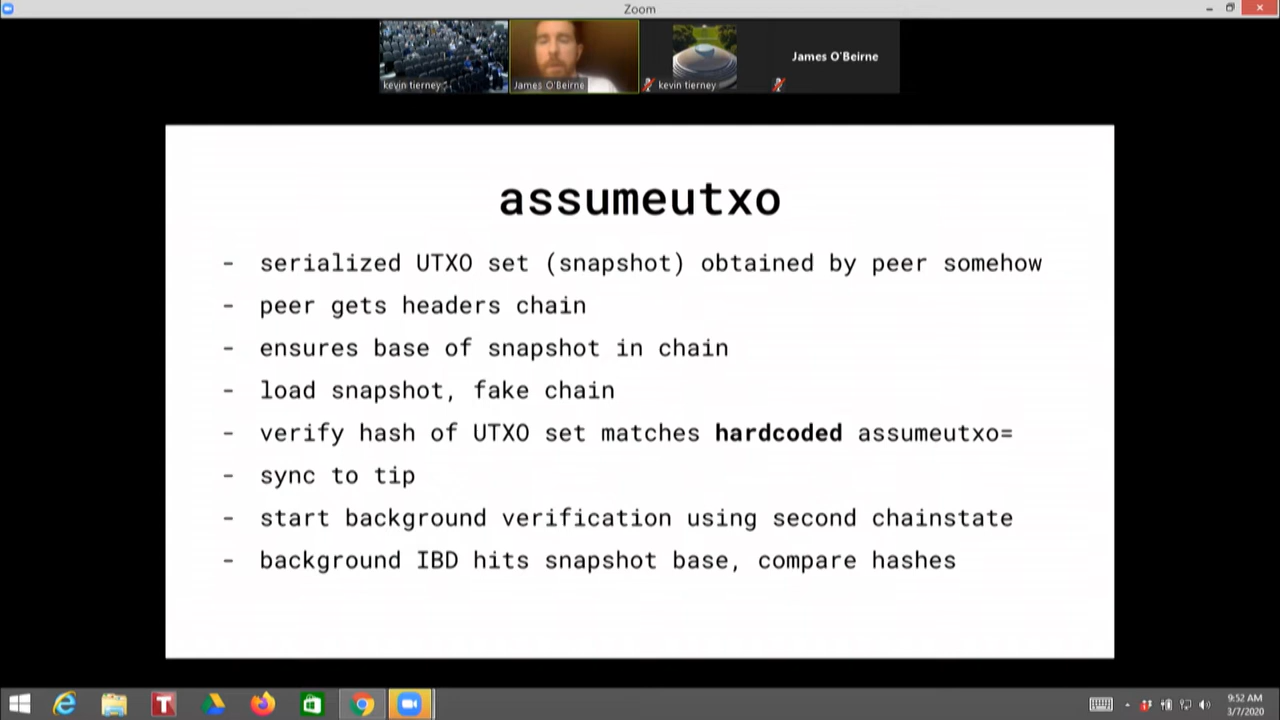 Zoom
kevin tierney
James O'Beirne
kevin tierney
James O'Beirne
assumeutxo
- serialized UTXO set (snapshot) obtained by peer somehow
- peer gets headers chain
- ensures base of snapshot in chain
- load snapshot, fake chain
- verify hash of UTXO set matches hardcoded assumeutxo=
- sync to tip
- start background verification using second chainstate
- background IBD hits snapshot base, compare hashes
9:52 AM
3/7/2020